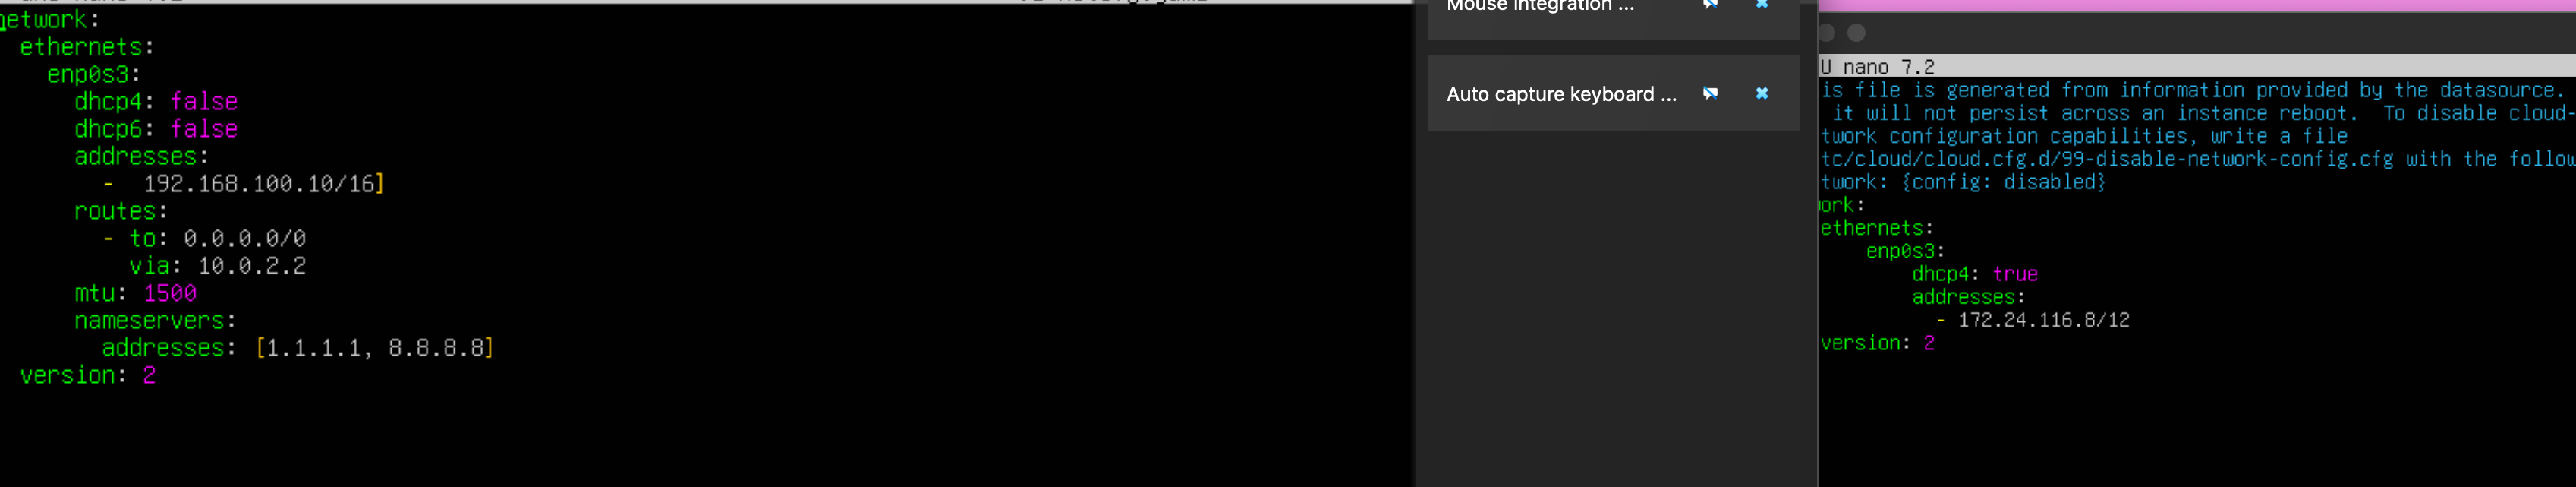 network:
ethernets:
enp0s3:
dhcp4: false
dhcp6: false
addresses:
- 192.168.100.10/16]
routes:
- to: 0.0.0.0/0
via: 10.0.2.2
mtu: 1500
nameservers:
addresses: [1.1.1.1, 8.8.8.8]
version: 2
Mouse integration ...
Auto capture keyboard ...
U nano 7.2
is file is generated from information provided by the datasource.
it will not persist across an instance reboot. To disable cloud-
twork configuration capabilities, write a file
tc/cloud/cloud.cfg.d/99-disable-network-config.cfg with the follow
twork: {config: disabled}
ork:
ethernets:
enp0s3:
dhcp4: true
addresses:
- 172.24.116.8/12
version: 2